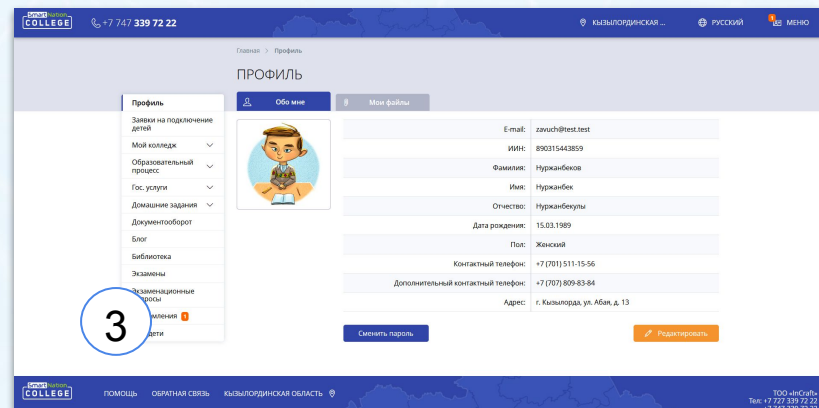 Smart Nation
COLLEGE
+7 747 339 72 22
КЫЗЫЛОРДИНСКАЯ ...
РУССКИЙ
1
МЕНЮ
Главная > Профиль
ПРОФИЛЬ
Профиль
Заявки на подключение
детей
Мой колледж
Образовательный
процесс
Гос. услуги
Домашние задания
Документооборот
Блог
Библиотека
Экзамены
Экзаменационные
3
Обо мне
Мои файлы
E-mail: zavuch@test.test
ИИН: 890315443859
Фамилия: Нуржанбеков
Имя: Нуржанбек
Отчество: Нуржанбекулы
Дата рождения: 15.03.1989
Пол: Женский
Контактный телефон: +7 (701) 511-15-56
Дополнительный контактный телефон: +7 (707) 809-83-84
Адрес: г. Кызылорда, ул. Абая, д. 13
Сменить пароль
Редактировать
Smart Nation
COLLEGE
ПОМОЩЬ ОБРАТНАЯ СВЯЗЬ КЫЗЫЛОРДИНСКАЯ ОБЛАСТЬ
ТОО «InCraft»
Тел: +7 727 339 72 22